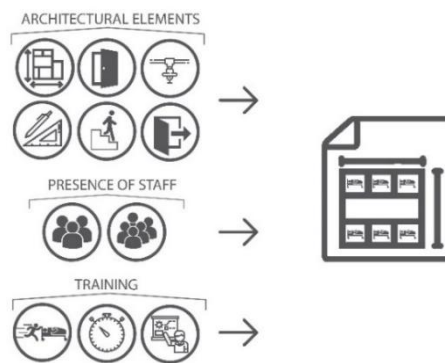 ARCHITECTURAL ELEMENTS
PRESENCE OF STAFF
TRAINING